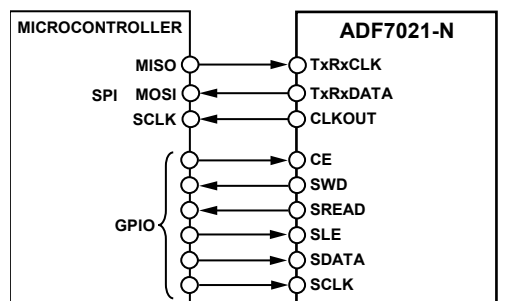 MICROCONTROLLER
ADF7021-N
MISO
TxRxCLK
SPI MOSI
TxRxDATA
SCLK
CLKOUT
CE
SWD
SREAD
GPIO
SLE
SDATA
SCLK